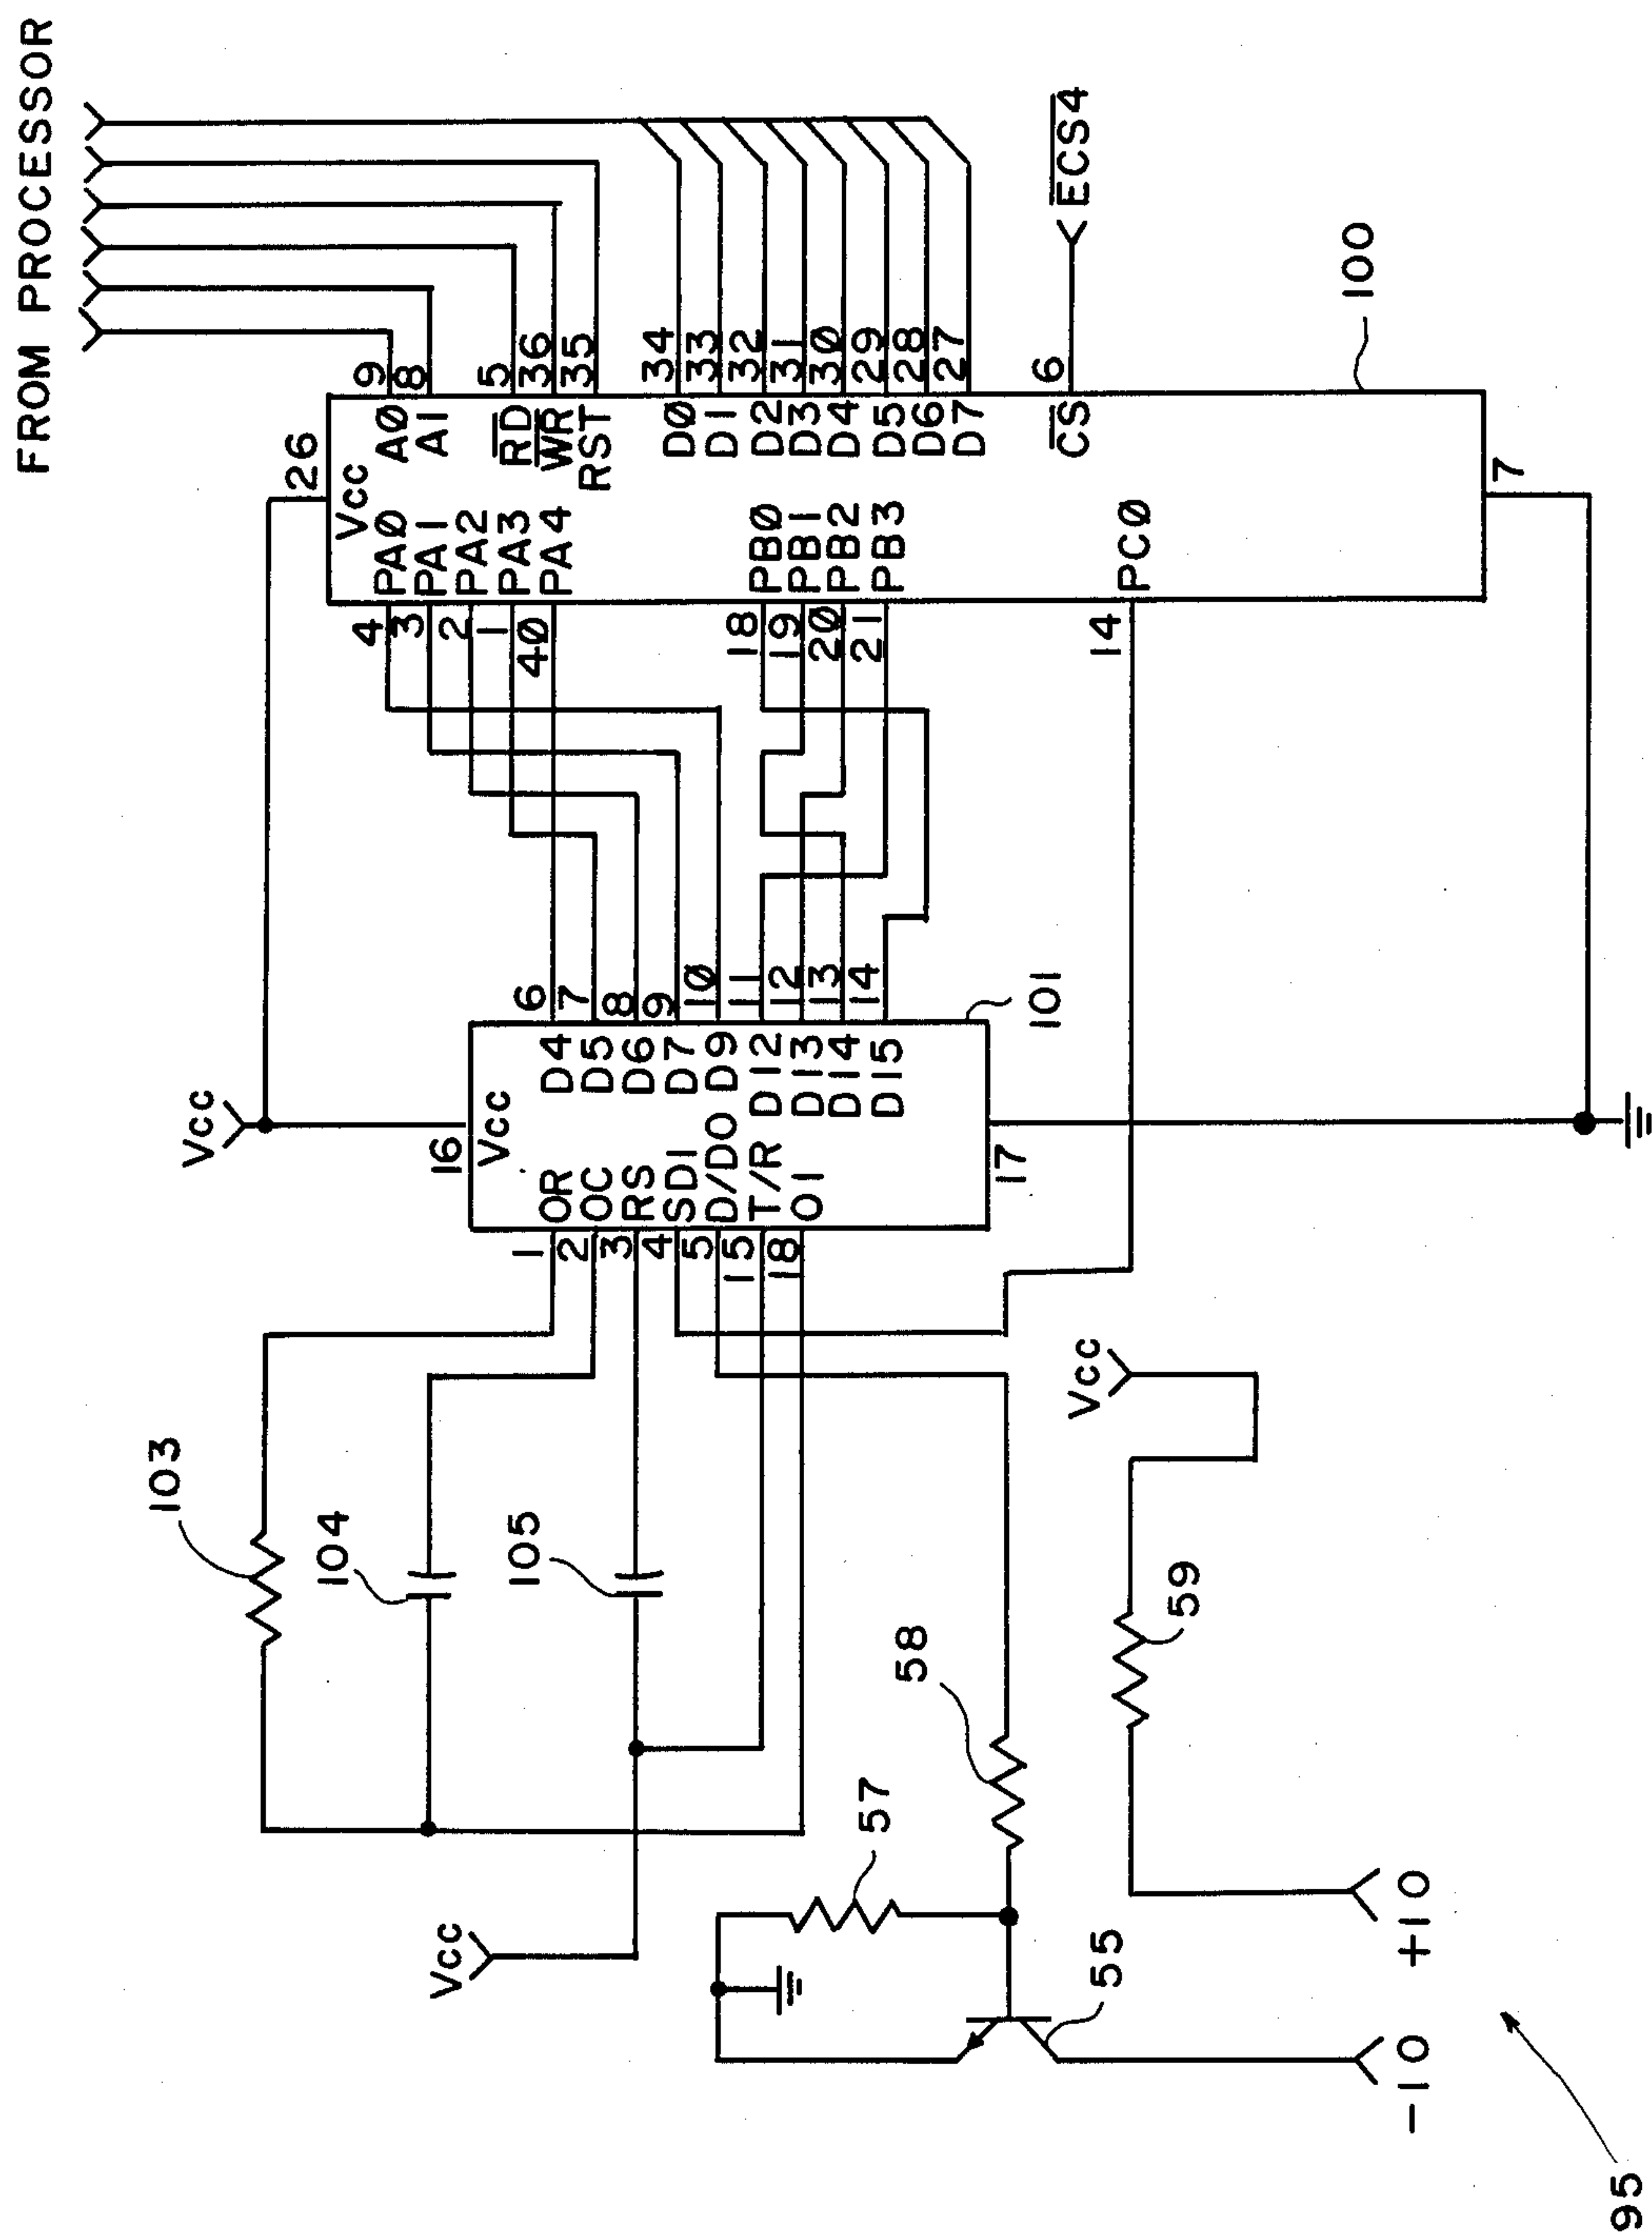 FROM PROCESSOR
Vcc
16
Vcc
26
Vcc
103
104
105
Vcc
1 OR
2 OC
3 RS
4 SDI
5 D/DO
15 T/R
18 OI
D4 6
D5 7
D6 8
D7 9
D9 10
D12 11
D13 12
D14 13
D15 14
17
101
4 PAØ
3 PA1
2 PA2
1 PA3
4Ø PA4
18 PBØ
19 PB1
2Ø PB2
21 PB3
14 PCØ
AØ 9
A1 8
RD 5
WR 36
RST 35
DØ 34
D1 33
D2 32
D3 31
D4 3Ø
D5 29
D6 28
D7 27
CS 6
ECS4
7
100
57
58
55
59
Vcc
-10
+10
95